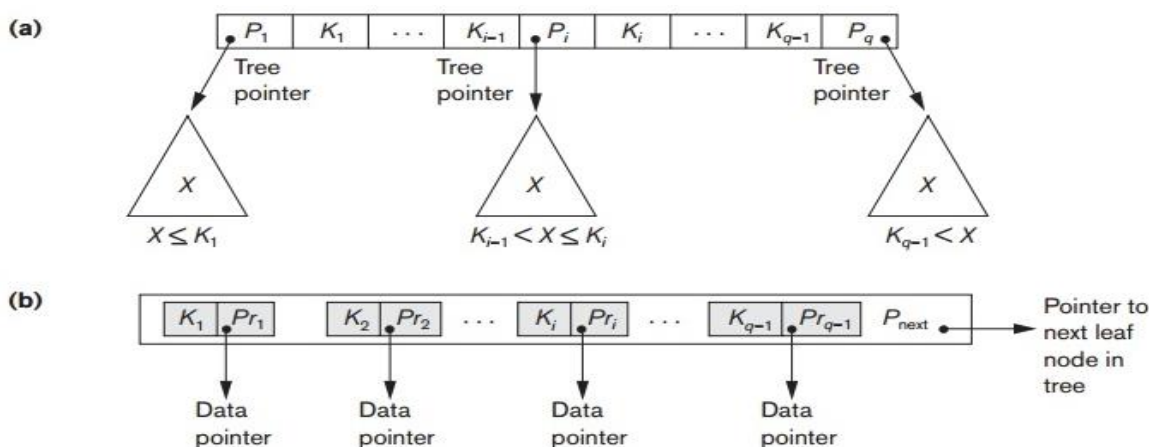 (a)
P1 K1 . . . Ki–1 Pi Ki . . . Kq–1 Pq
Tree pointer
Tree pointer
Tree pointer
X
X
X
X ≤ K1
Ki–1 < X ≤ Ki
Kq–1 < X
(b)
K1 Pr1 K2 Pr2 . . . Ki Pri . . . Kq–1 Prq–1 Pnext
Pointer to
next leaf
node in
tree
Data
pointer
Data
pointer
Data
pointer
Data
pointer